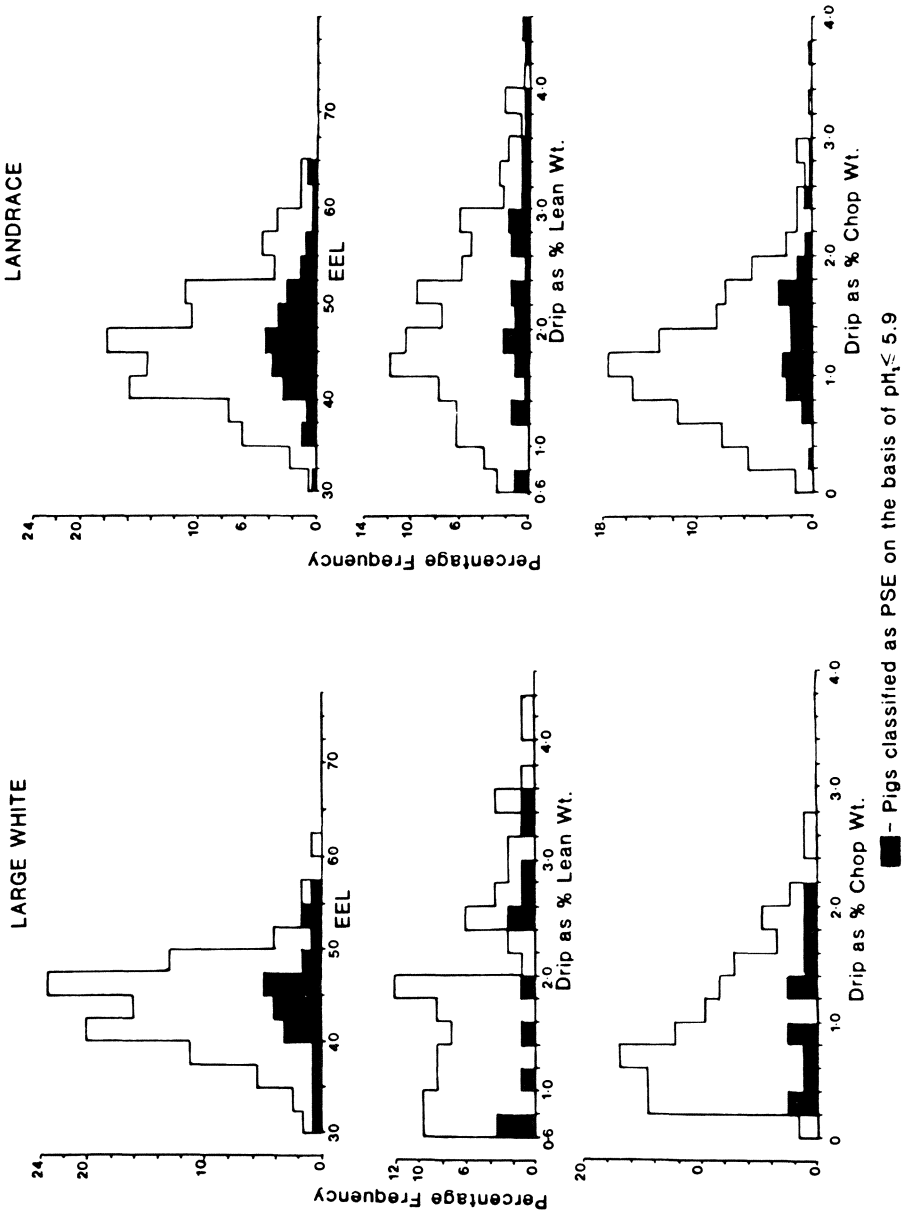 LARGE WHITE
24
20
10
6
0
30 40 50 60 70
EEL
Percentage Frequency
12
10
6
0
0·6 1·0 2·0 3·0 4·0
Drip as % Lean Wt.
20
0
6
0
0 1·0 2·0 3·0 4·0
Drip as % Chop Wt.
LANDRACE
24
20
10
6
0
30 40 50 60 70
EEL
Percentage Frequency
14
10
6
0
0·6 1·0 2·0 3·0 4·0
Drip as % Lean Wt.
18
10
6
0
0 1·0 2·0 3·0 4·0
Drip as % Chop Wt.
- Pigs classified as PSE on the basis of pH₁ ≤ 5.9